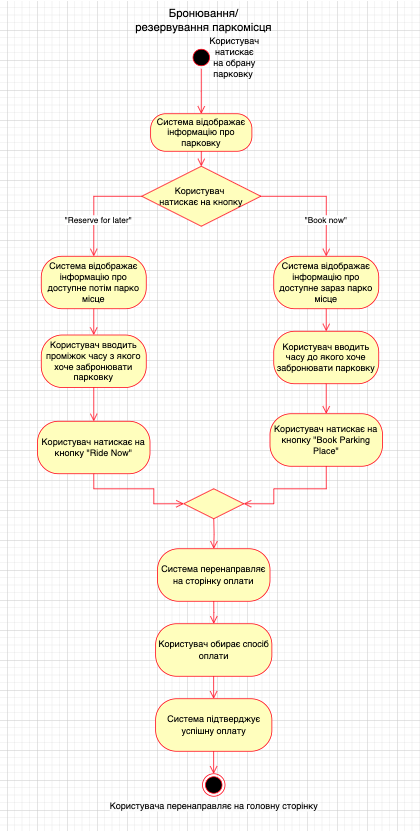 Бронювання/
резервування паркомісця
Користувач
натискає
на обрану
парковку
Система відображає
інформацію про
парковку
Користувач
натискає на кнопку
"Reserve for later"
"Book now"
Система відображає
інформацію про
доступне потім парко
місце
Система відображає
інформацію про
доступне зараз парко
місце
Користувач вводить
проміжок часу з якого
хоче забронювати
парковку
Користувач вводить
часу до якого хоче
забронювати парковку
Користувач натискає на
кнопку "Ride Now"
Користувач натискає на
кнопку "Book Parking
Place"
Система перенаправляє
на сторінку оплати
Користувач обирає спосіб
оплати
Система підтверджує
успішну оплату
Користувача перенаправляє на головну сторінку